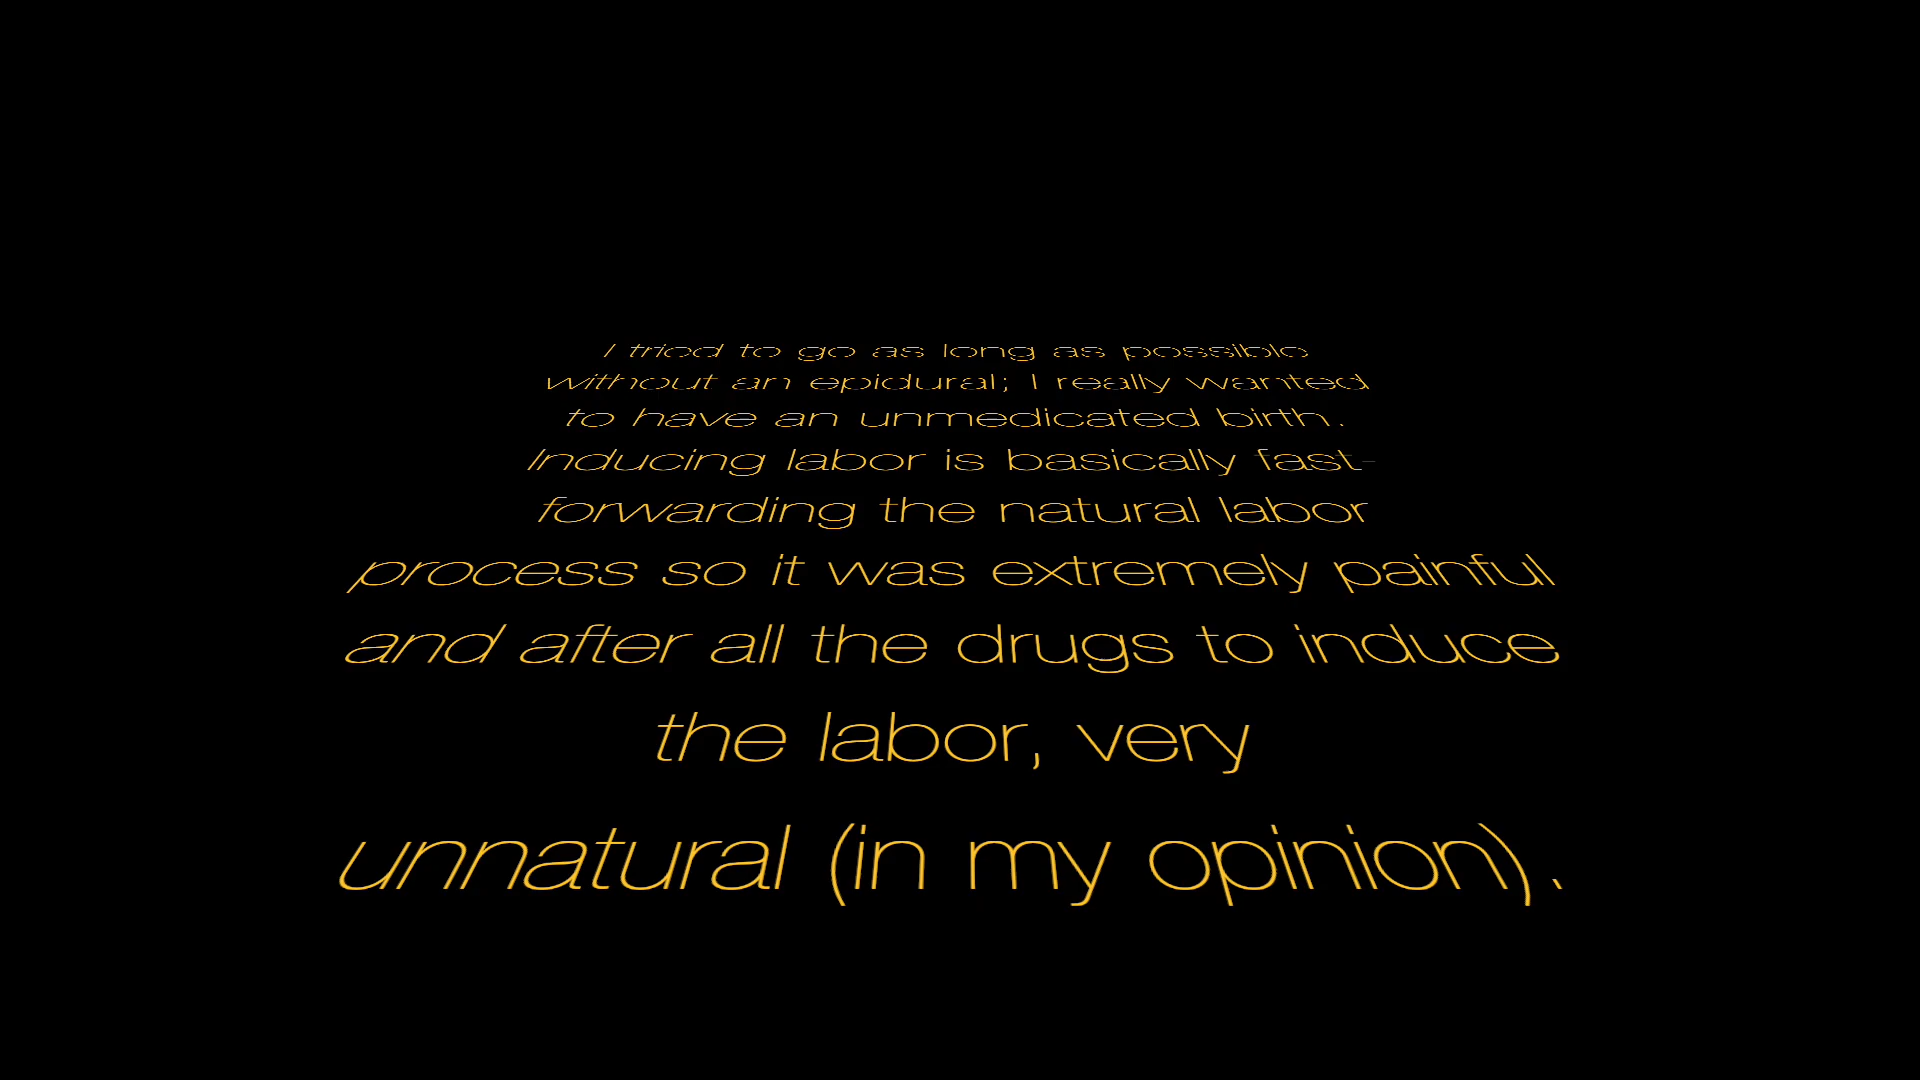 I tried to go as long as possible
without an epidural; I really wanted
to have an unmedicated birth.
Inducing labor is basically fast-
forwarding the natural labor
process so it was extremely painful
and after all the drugs to induce
the labor, very
unnatural (in my opinion).